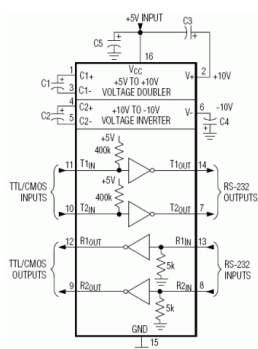 +5V INPUT
C3
C5
16
VCC
1
C1+
C1
3
C1-
+5V TO +10V
VOLTAGE DOUBLER
V+
2
+10V
4
C2+
C2
5
C2-
+10V TO -10V
VOLTAGE INVERTER
V-
6
-10V
C4
+5V
400k
11
T1IN
T1OUT
14
+5V
400k
TTL/CMOS
INPUTS
RS-232
OUTPUTS
10
T2IN
T2OUT
7
12
R1OUT
R1IN
13
5k
TTL/CMOS
OUTPUTS
RS-232
INPUTS
9
R2OUT
R2IN
8
5k
GND
15